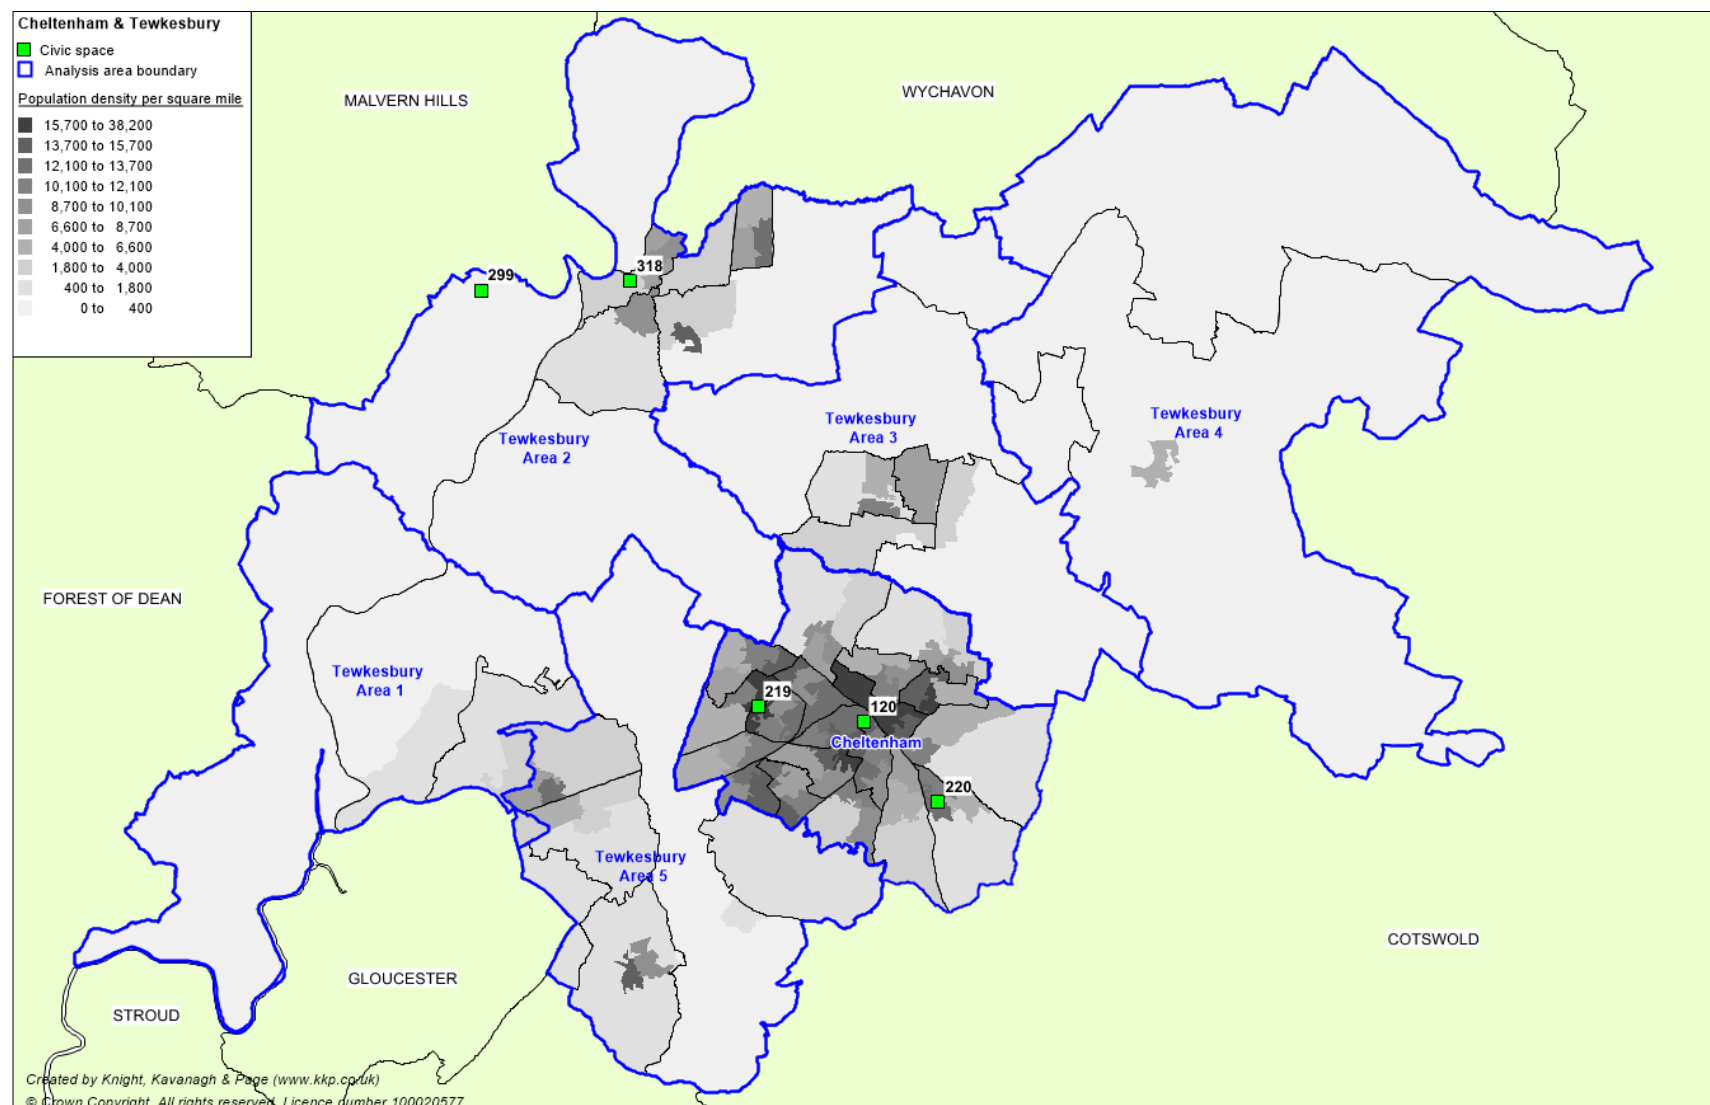 Cheltenham & Tewkesbury
Civic space
Analysis area boundary
Population density per square mile
15,700 to 38,200
13,700 to 15,700
12,100 to 13,700
10,100 to 12,100
8,700 to 10,100
6,600 to 8,700
4,000 to 6,600
1,800 to 4,000
400 to 1,800
0 to 400
MALVERN HILLS
WYCHAVON
299
318
Tewkesbury
Area 2
Tewkesbury
Area 3
Tewkesbury
Area 4
FOREST OF DEAN
Tewkesbury
Area 1
219
120
Cheltenham
220
Tewkesbury
Area 5
COTSWOLD
GLOUCESTER
STROUD
Created by Knight, Kavanagh & Page (www.kkp.co.uk)
© Crown Copyright. All rights reserved. Licence number 100020577